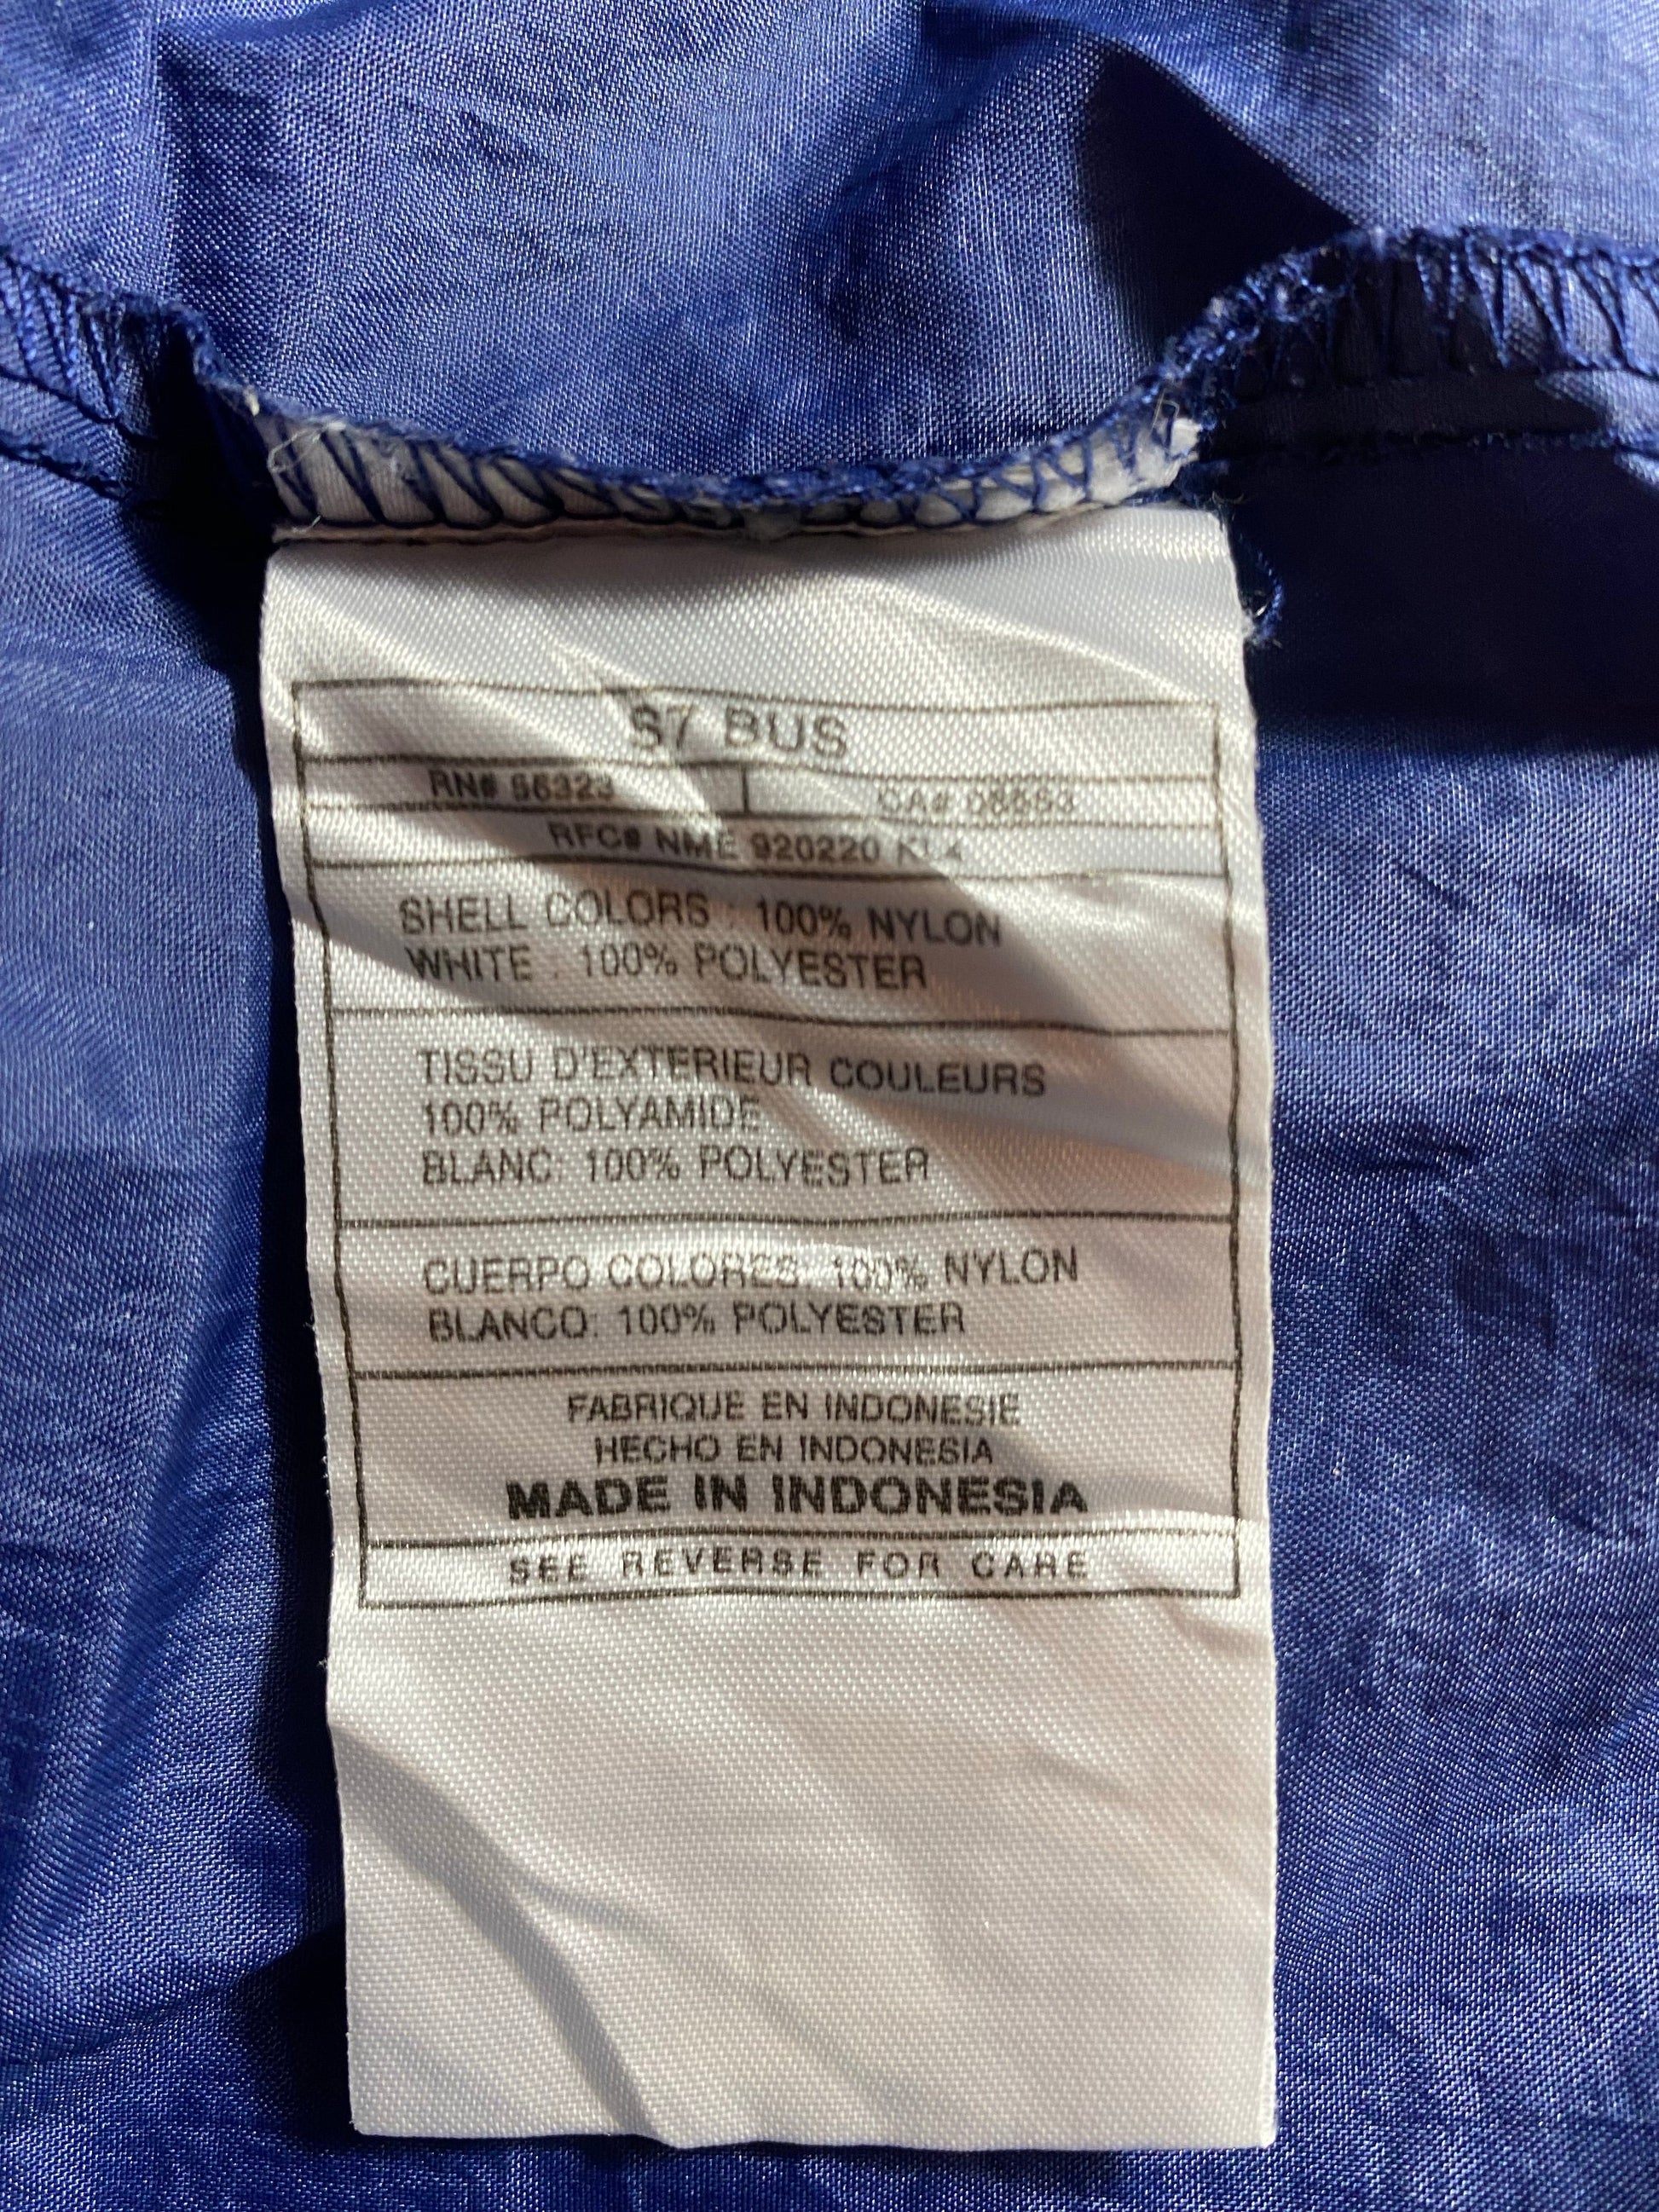 S7 BUS
RN# 56323 CA# 05553
RFC# NME 920220
SHELL COLORS : 100% NYLON
WHITE : 100% POLYESTER
TISSU D'EXTERIEUR COULEURS
100% POLYAMIDE
BLANC: 100% POLYESTER
CUERPO COLORES: 100% NYLON
BLANCO: 100% POLYESTER
FABRIQUE EN INDONESIE
HECHO EN INDONESIA
MADE IN INDONESIA
SEE REVERSE FOR CARE